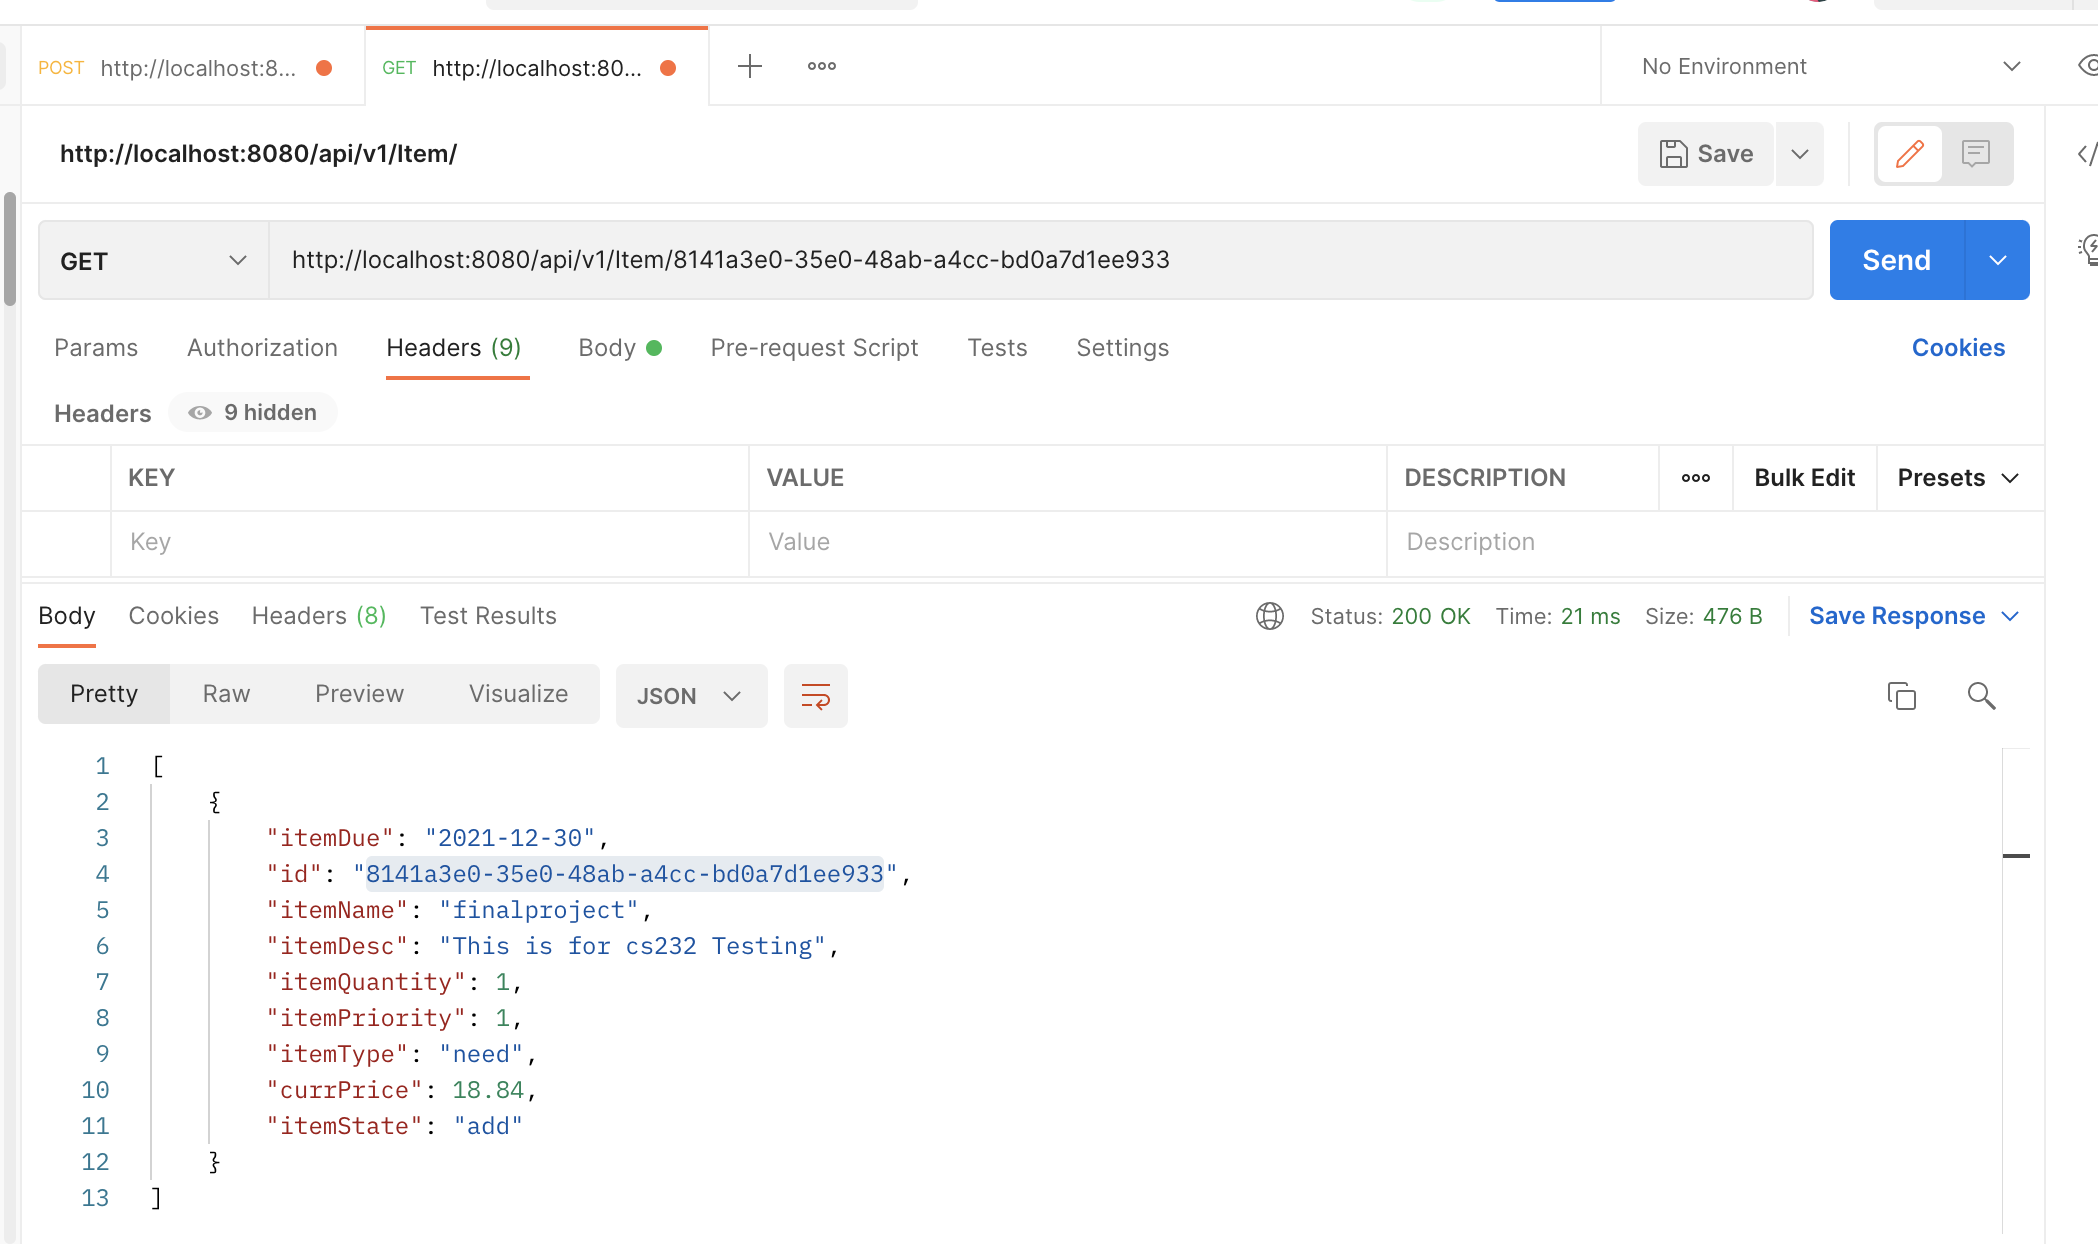 POST http://localhost:8... GET http://localhost:80... No Environment
http://localhost:8080/api/v1/Item/ Save
GET http://localhost:8080/api/v1/Item/8141a3e0-35e0-48ab-a4cc-bd0a7d1ee933 Send
Params Authorization Headers (9) Body Pre-request Script Tests Settings Cookies
Headers 9 hidden
KEY VALUE DESCRIPTION Bulk Edit Presets
Key Value Description
Body Cookies Headers (8) Test Results Status: 200 OK Time: 21 ms Size: 476 B Save Response
Pretty Raw Preview Visualize JSON
1 [
2 {
3 "itemDue": "2021-12-30",
4 "id": "8141a3e0-35e0-48ab-a4cc-bd0a7d1ee933",
5 "itemName": "finalproject",
6 "itemDesc": "This is for cs232 Testing",
7 "itemQuantity": 1,
8 "itemPriority": 1,
9 "itemType": "need",
10 "currPrice": 18.84,
11 "itemState": "add"
12 }
13 ]